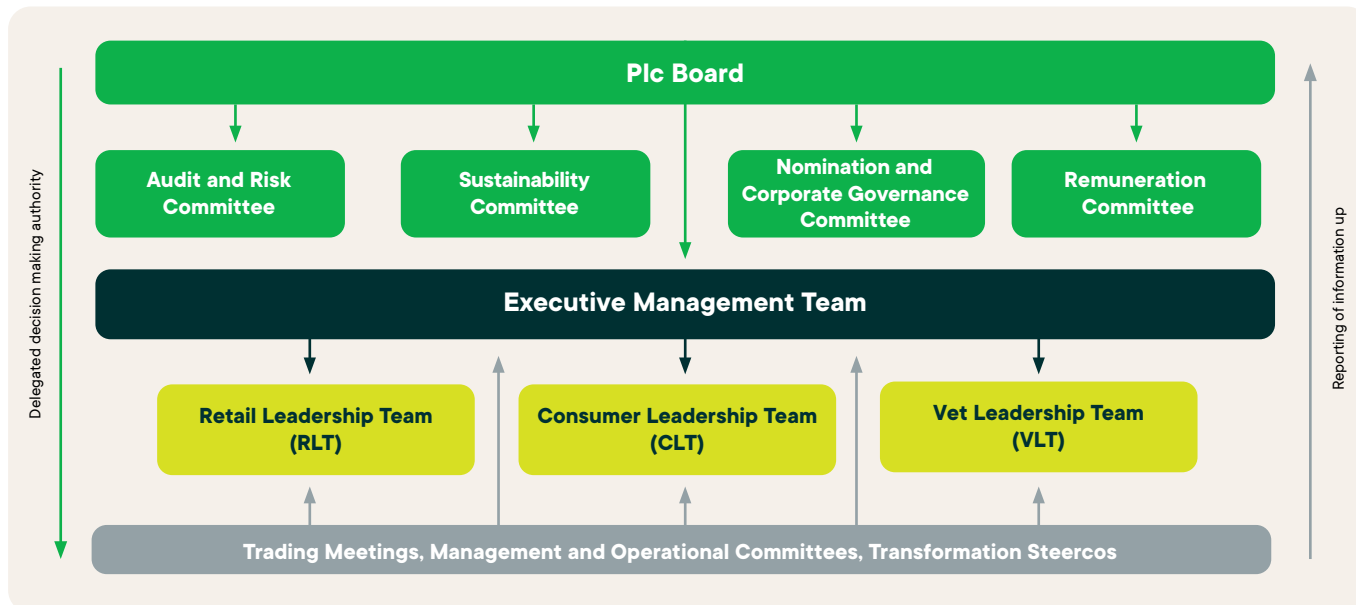 Plc Board
Audit and Risk
Committee
Sustainability
Committee
Nomination and
Corporate Governance
Committee
Remuneration
Committee
Executive Management Team
Retail Leadership Team
(RLT)
Consumer Leadership Team
(CLT)
Vet Leadership Team
(VLT)
Trading Meetings, Management and Operational Committees, Transformation Steercos
Delegated decision making authority
Reporting of information up